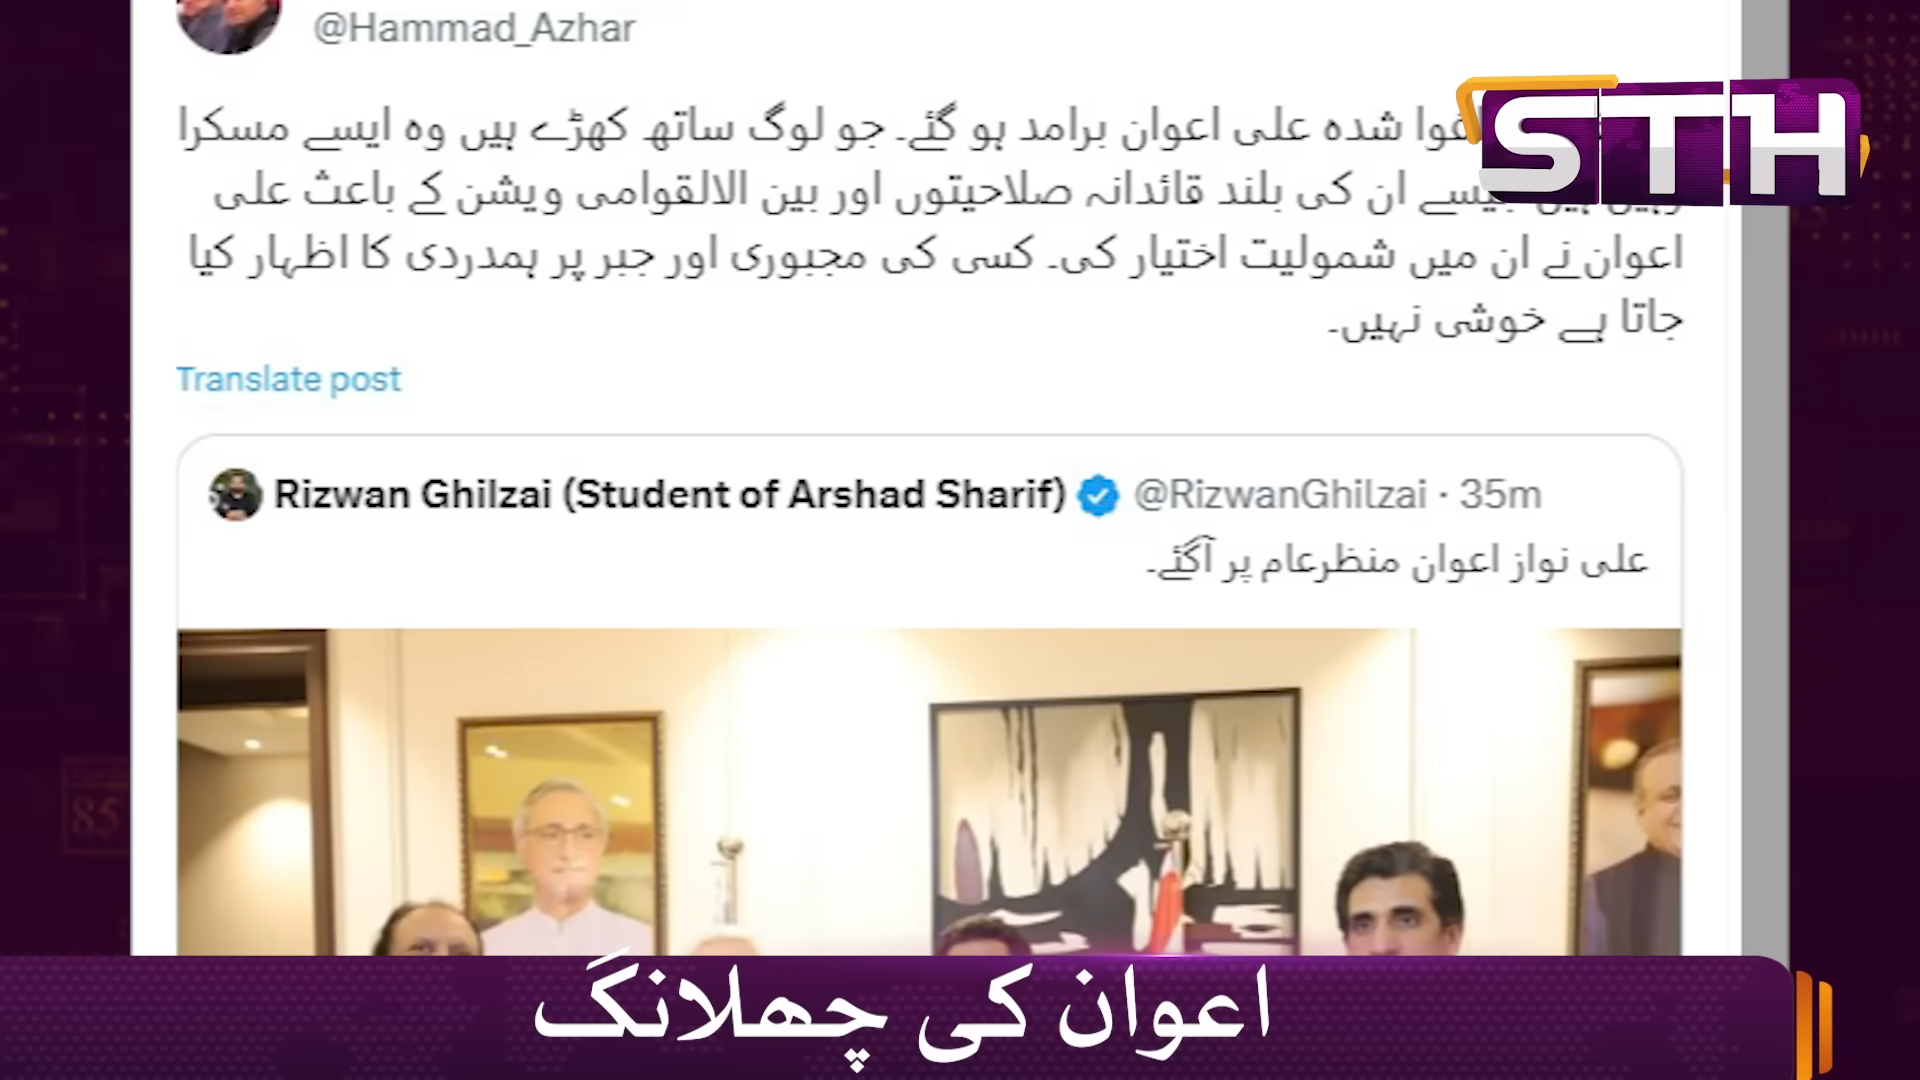 @Hammad_Azhar
STH
شدہ علی اعوان برامد ہو گئے۔ جو لوگ ساتھ کھڑے ہیں وہ ایسے مسکرا
ان کی بلند قائدانہ صلاحیتوں اور بین الالقوامی ویشن کے باعث علی
اعوان نے ان میں شمولیت اختیار کی۔ کسی کی مجبوری اور جبر پر ہمدردی کا اظہار کیا
جاتا ہے خوشی نہیں۔
Translate post
Rizwan Ghilzai (Student of Arshad Sharif) @RizwanGhilzai · 35m
علی نواز اعوان منظرعام پر آگئے۔
85
اعوان کی چھلانگ